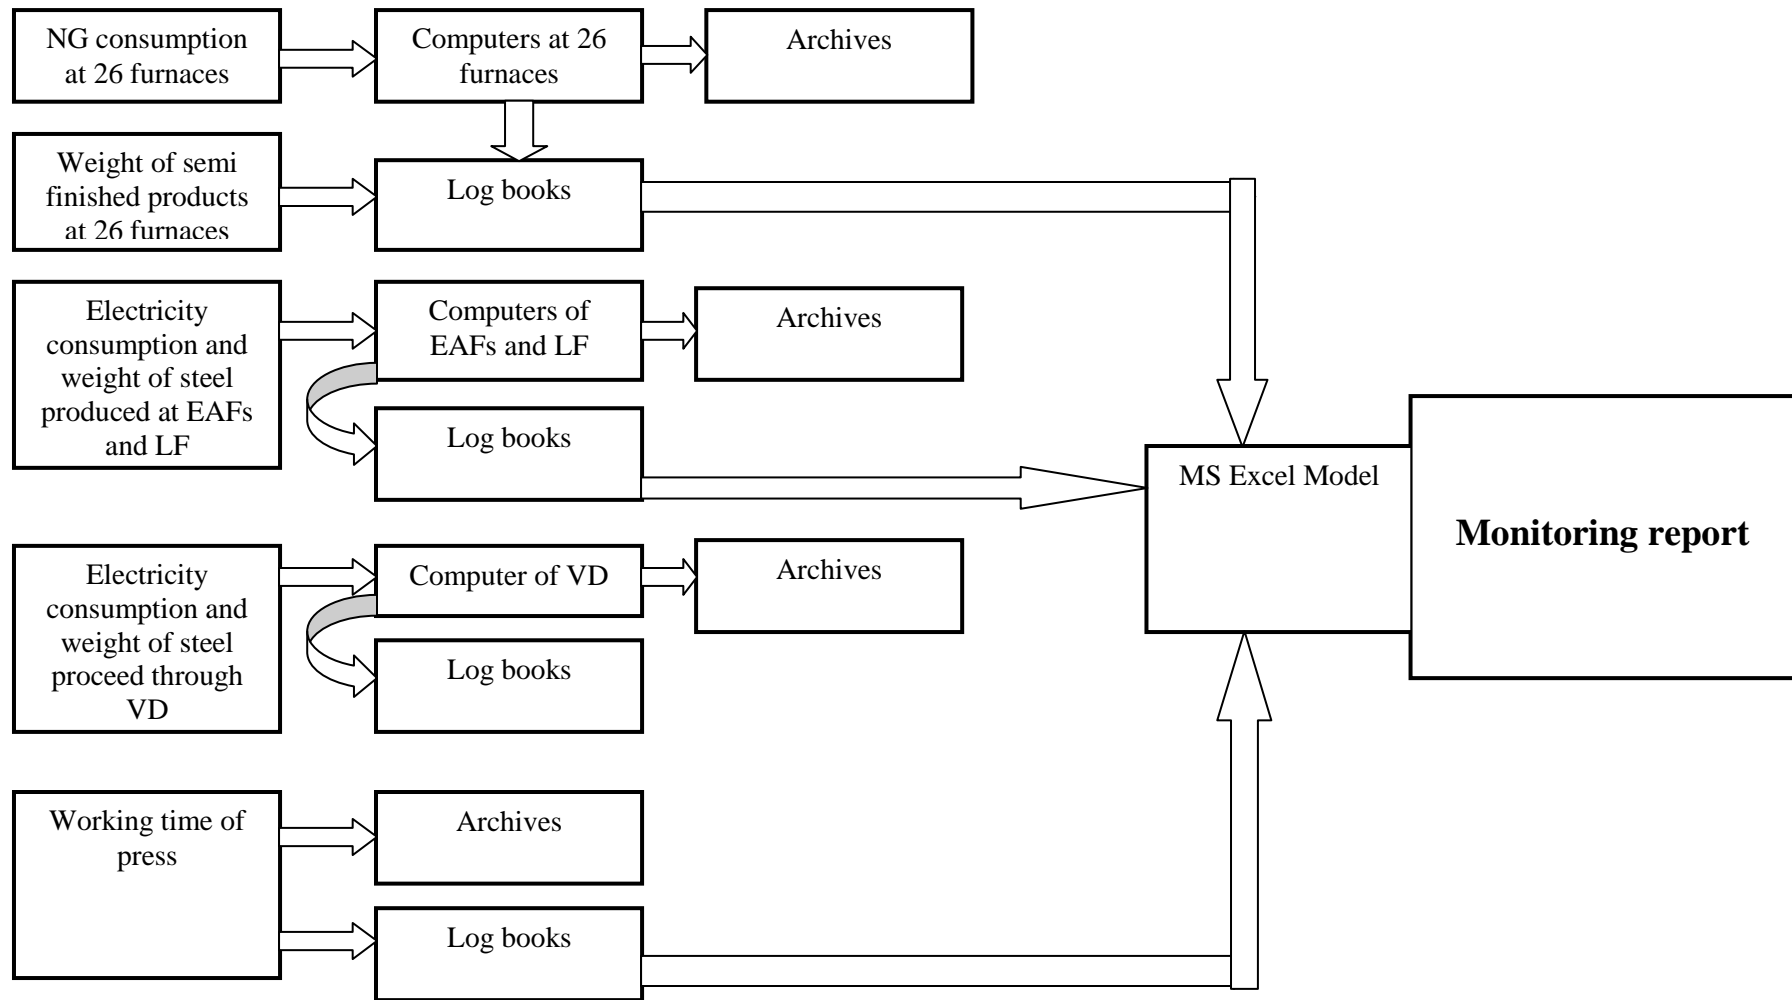 NG consumption
at 26 furnaces
Computers at 26
furnaces
Archives
Weight of semi
finished products
at 26 furnaces
Log books
Electricity
consumption and
weight of steel
produced at EAFs
and LF
Computers of
EAFs and LF
Archives
Log books
MS Excel Model
Monitoring report
Electricity
consumption and
weight of steel
proceed through
VD
Computer of VD
Archives
Log books
Working time of
press
Archives
Log books